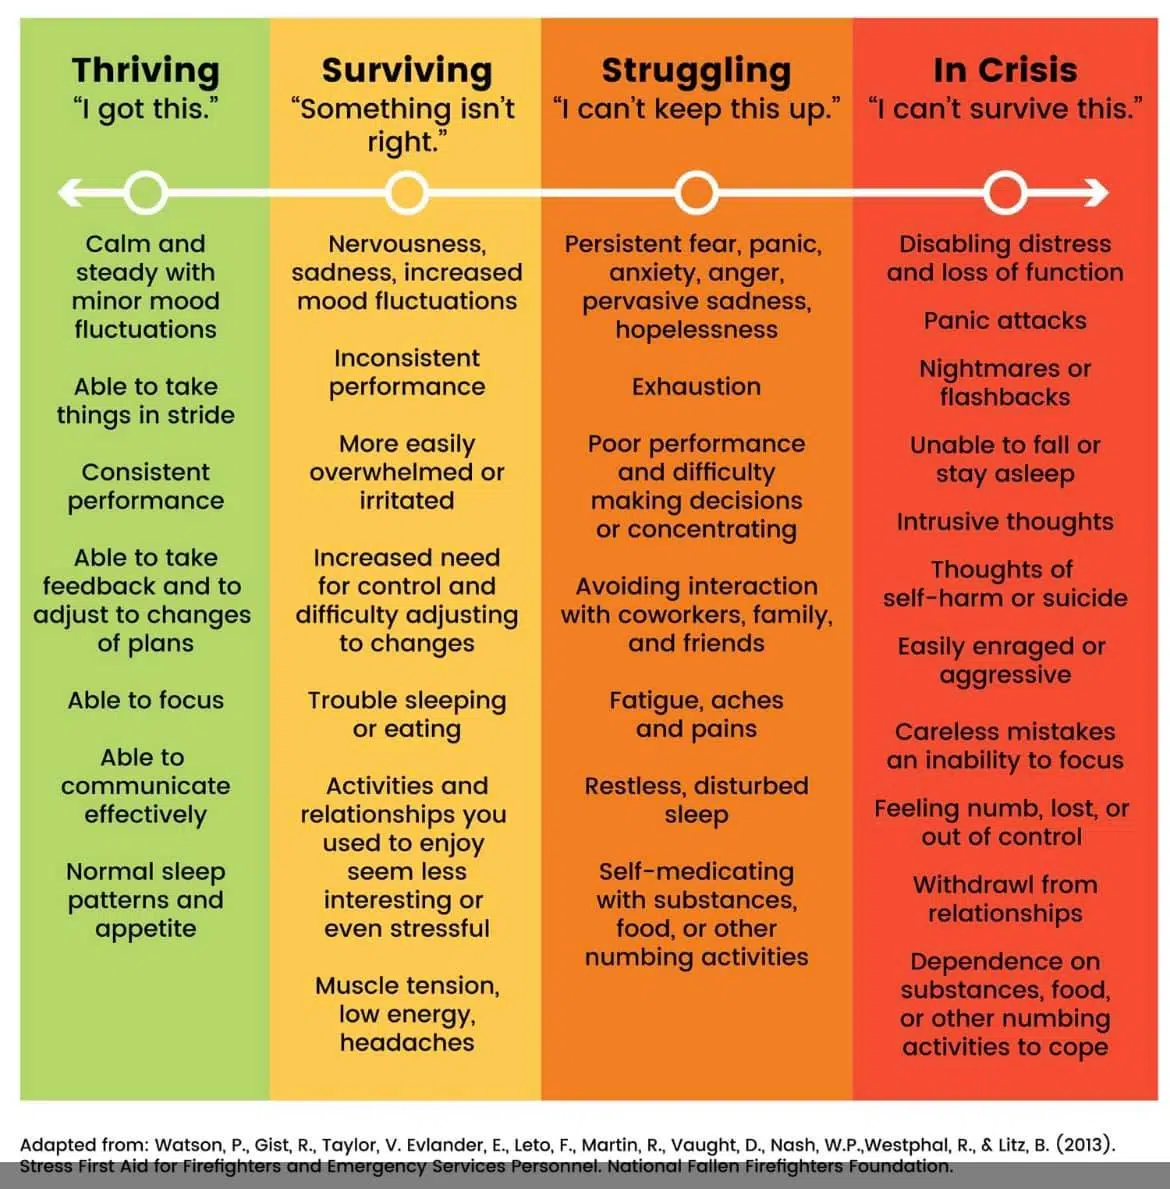 Thriving
“I got this.”
Calm and
steady with
minor mood
fluctuations
Able to take
things in stride
Consistent
performance
Able to take
feedback and to
adjust to changes
of plans
Able to focus
Able to
communicate
effectively
Normal sleep
patterns and
appetite
Surviving
“Something isn’t
right.”
Nervousness,
sadness, increased
mood fluctuations
Inconsistent
performance
More easily
overwhelmed or
irritated
Increased need
for control and
difficulty adjusting
to changes
Trouble sleeping
or eating
Activities and
relationships you
used to enjoy
seem less
interesting or
even stressful
Muscle tension,
low energy,
headaches
Struggling
“I can’t keep this up.”
Persistent fear, panic,
anxiety, anger,
pervasive sadness,
hopelessness
Exhaustion
Poor performance
and difficulty
making decisions
or concentrating
Avoiding interaction
with coworkers, family,
and friends
Fatigue, aches
and pains
Restless, disturbed
sleep
Self-medicating
with substances,
food, or other
numbing activities
In Crisis
“I can’t survive this.”
Disabling distress
and loss of function
Panic attacks
Nightmares or
flashbacks
Unable to fall or
stay asleep
Intrusive thoughts
Thoughts of
self-harm or suicide
Easily enraged or
aggressive
Careless mistakes
an inability to focus
Feeling numb, lost, or
out of control
Withdrawl from
relationships
Dependence on
substances, food,
or other numbing
activities to cope
Adapted from: Watson, P., Gist, R., Taylor, V. Evlander, E., Leto, F., Martin, R., Vaught, D., Nash, W.P.,Westphal, R., & Litz, B. (2013).
Stress First Aid for Firefighters and Emergency Services Personnel. National Fallen Firefighters Foundation.